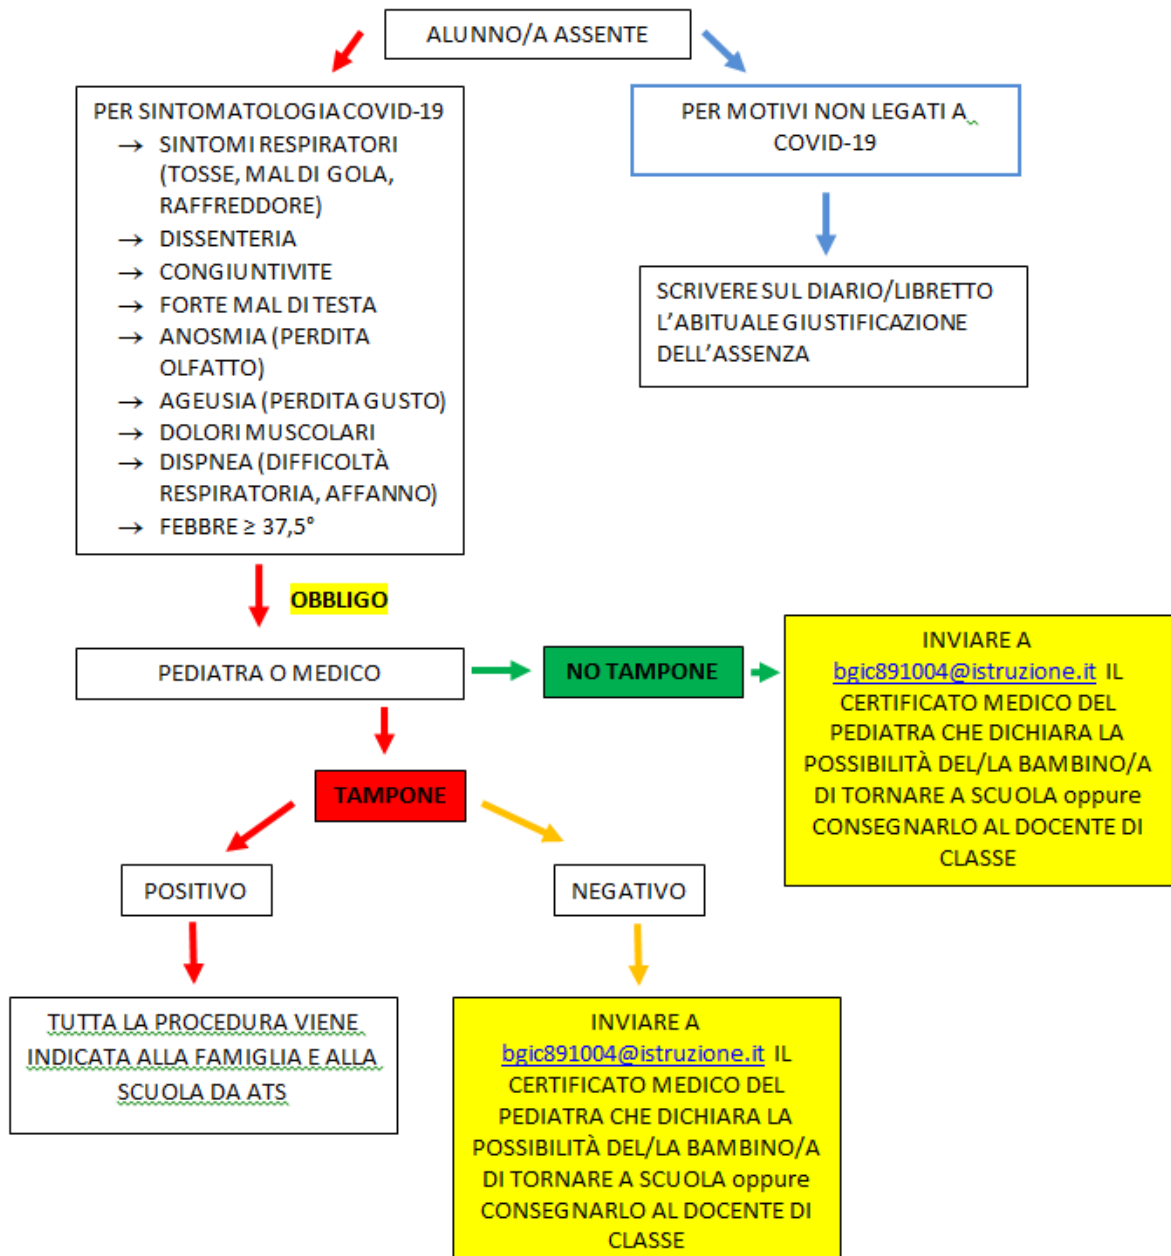 ALUNNO/A ASSENTE
PER SINTOMATOLOGIA COVID-19
→ SINTOMI RESPIRATORI
(TOSSE, MAL DI GOLA,
RAFFREDDORE)
→ DISSENTERIA
→ CONGIUNTIVITE
→ FORTE MAL DI TESTA
→ ANOSMIA (PERDITA
OLFATTO)
→ AGEUSIA (PERDITA GUSTO)
→ DOLORI MUSCOLARI
→ DISPNEA (DIFFICOLTÀ
RESPIRATORIA, AFFANNO)
→ FEBBRE ≥ 37,5°
PER MOTIVI NON LEGATI A
COVID-19
SCRIVERE SUL DIARIO/LIBRETTO
L'ABITUALE GIUSTIFICAZIONE
DELL'ASSENZA
OBBLIGO
PEDIATRA O MEDICO
NO TAMPONE
INVIARE A
bgic891004@istruzione.it IL
CERTIFICATO MEDICO DEL
PEDIATRA CHE DICHIARA LA
POSSIBILITÀ DEL/LA BAMBINO/A
DI TORNARE A SCUOLA oppure
CONSEGNARLO AL DOCENTE DI
CLASSE
TAMPONE
POSITIVO
NEGATIVO
TUTTA LA PROCEDURA VIENE
INDICATA ALLA FAMIGLIA E ALLA
SCUOLA DA ATS
INVIARE A
bgic891004@istruzione.it IL
CERTIFICATO MEDICO DEL
PEDIATRA CHE DICHIARA LA
POSSIBILITÀ DEL/LA BAMBINO/A
DI TORNARE A SCUOLA oppure
CONSEGNARLO AL DOCENTE DI
CLASSE